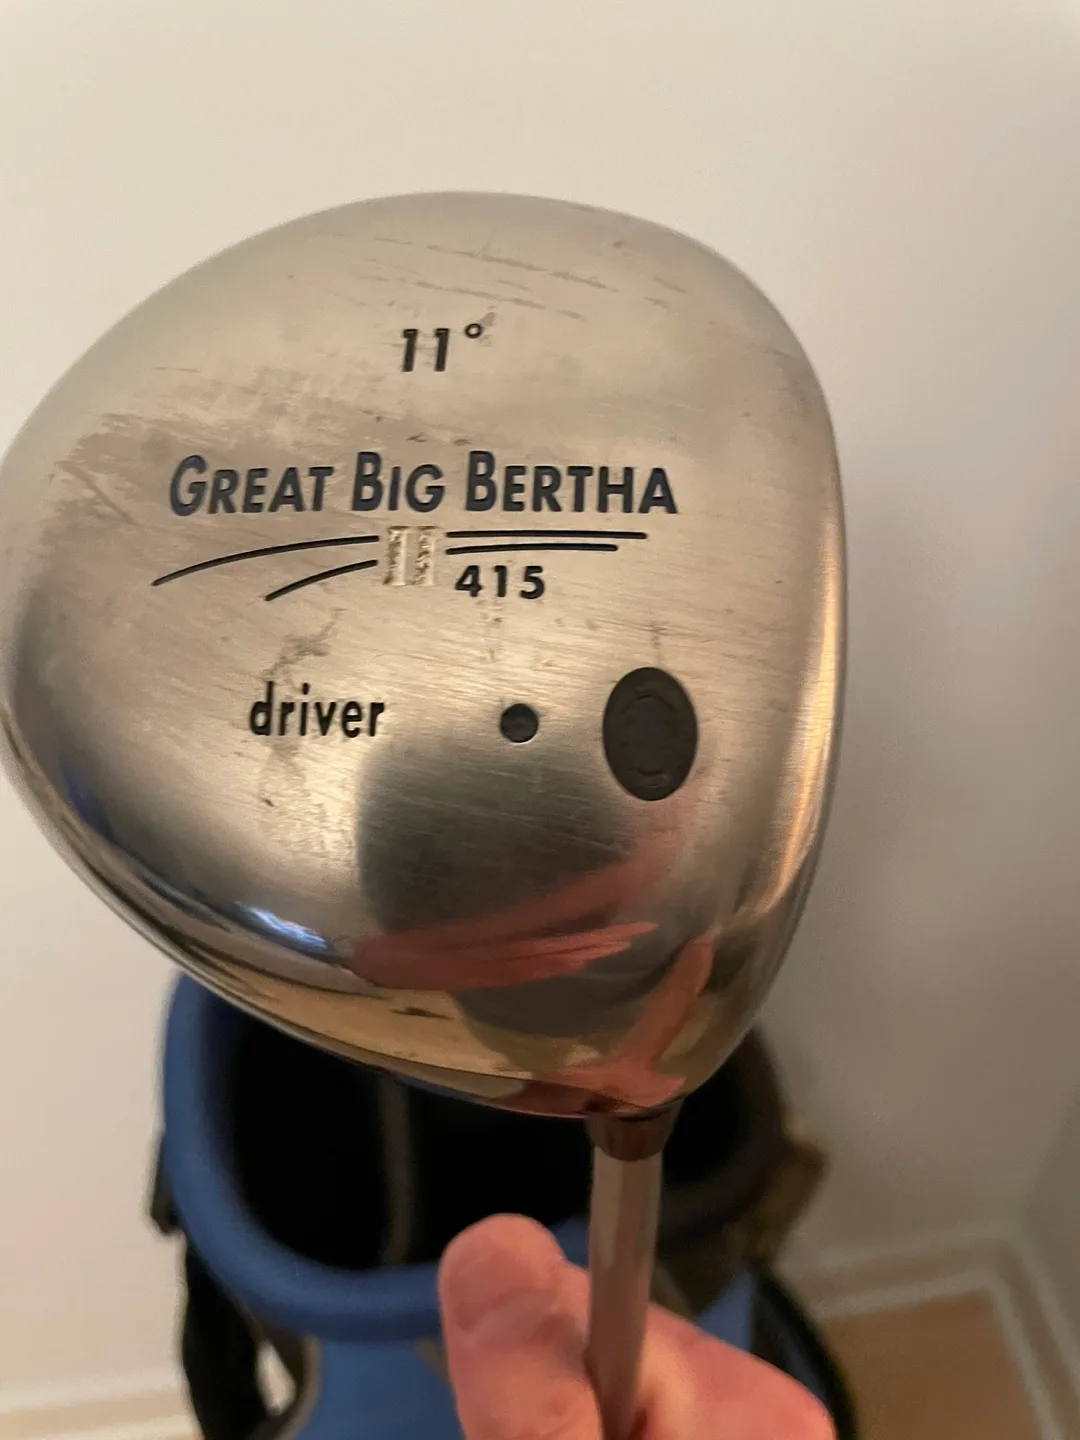 11°
GREAT BIG BERTHA
II 415
driver